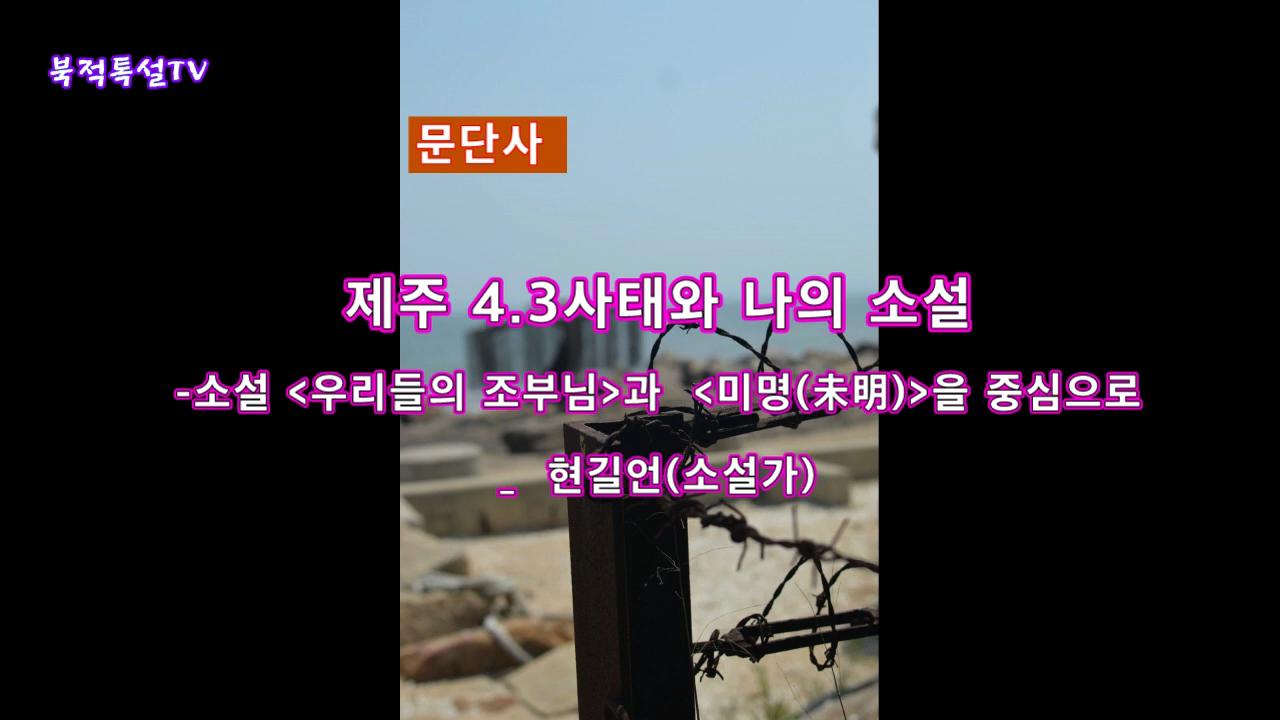 북적톡설TV
문단사
제주 4.3사태와 나의 소설
-소설 <우리들의 조부님>과 <미명(未明)>을 중심으로
_ 현길언(소설가)